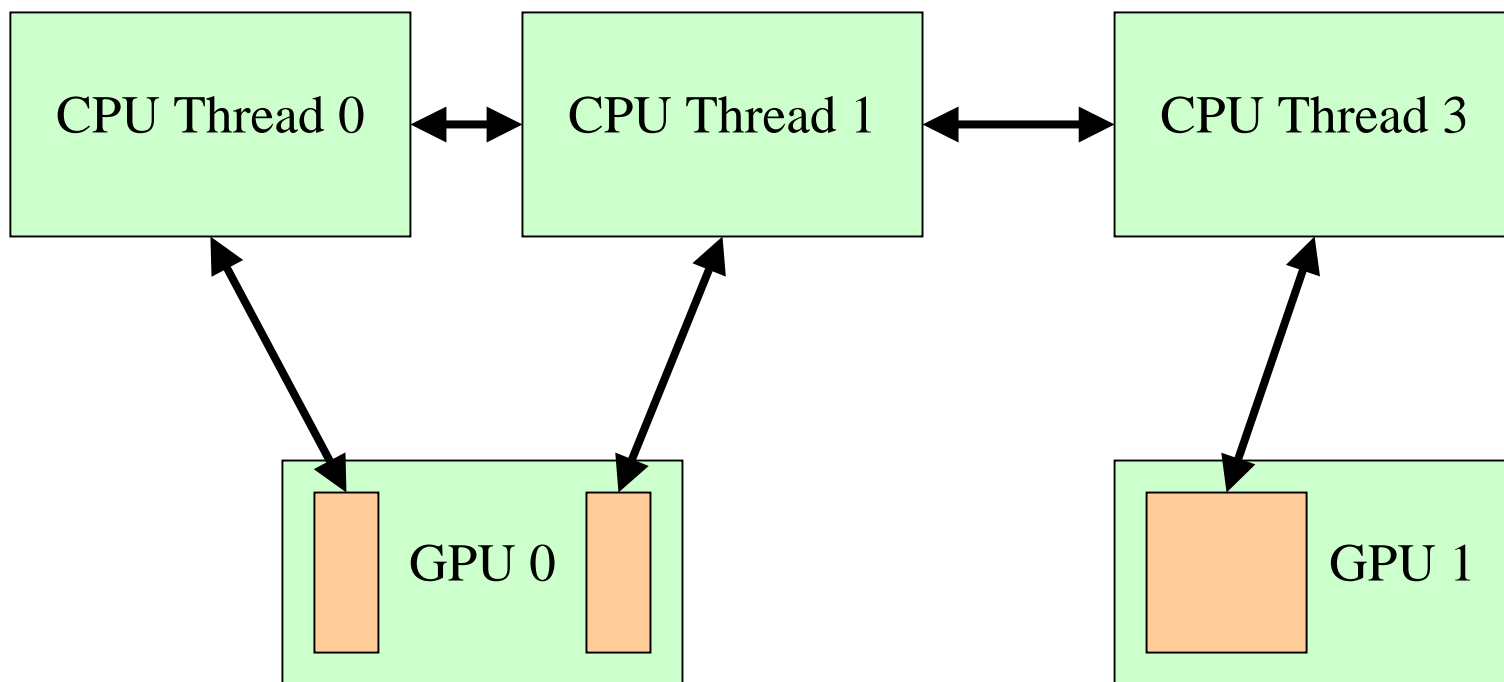 CPU Thread 0
CPU Thread 1
CPU Thread 3
GPU 0
GPU 1